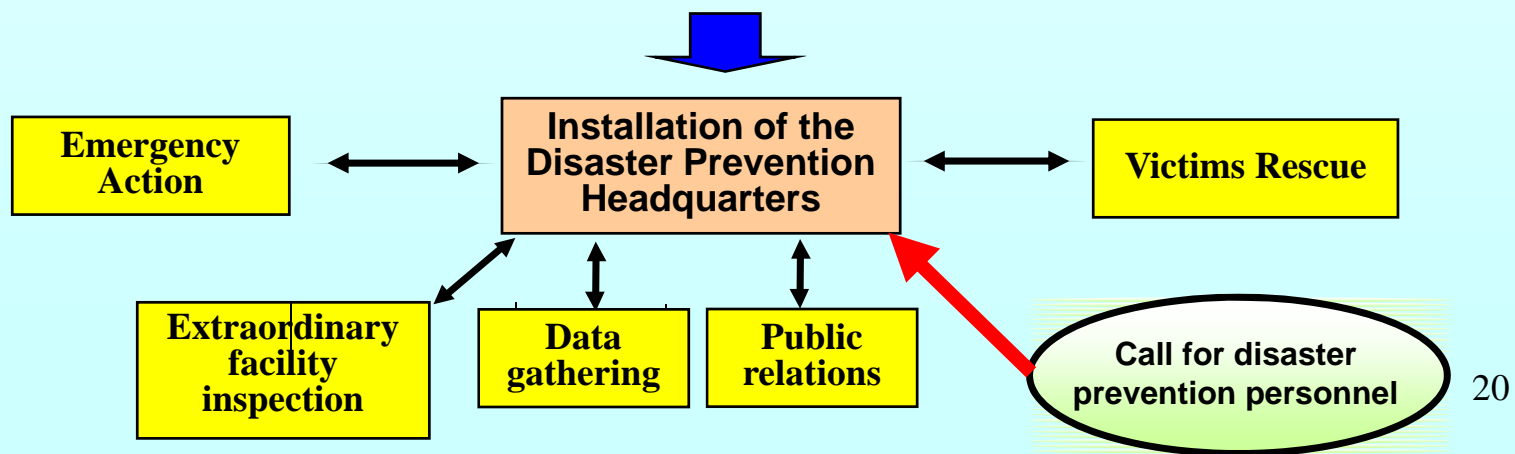 Installation of the
Disaster Prevention
Headquarters
Emergency
Action
Victims Rescue
Extraordinary
facility
inspection
Data
gathering
Public
relations
Call for disaster
prevention personnel
20